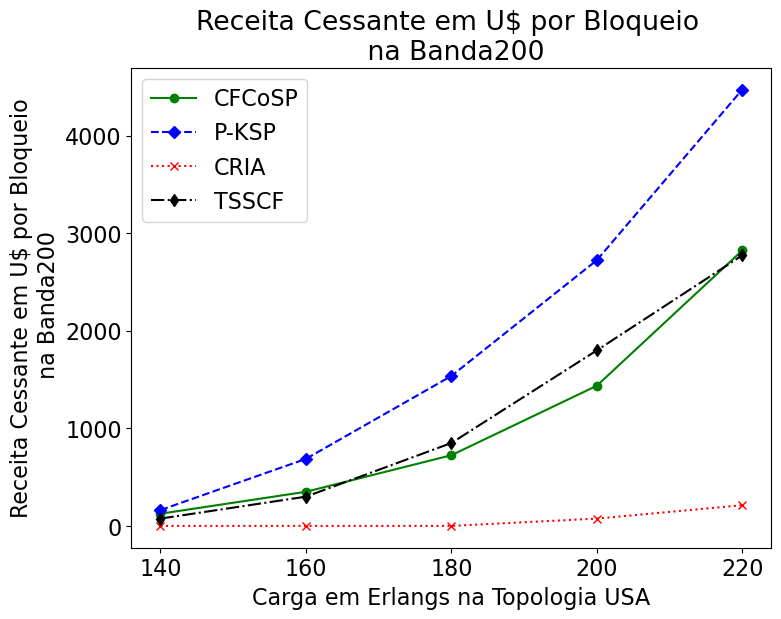 Receita Cessante em U$ por Bloqueio
na Banda200
CFCoSP
P-KSP
CRIA
TSSCF
Receita Cessante em U$ por Bloqueio
na Banda200
4000
3000
2000
1000
0
140 160 180 200 220
Carga em Erlangs na Topologia USA